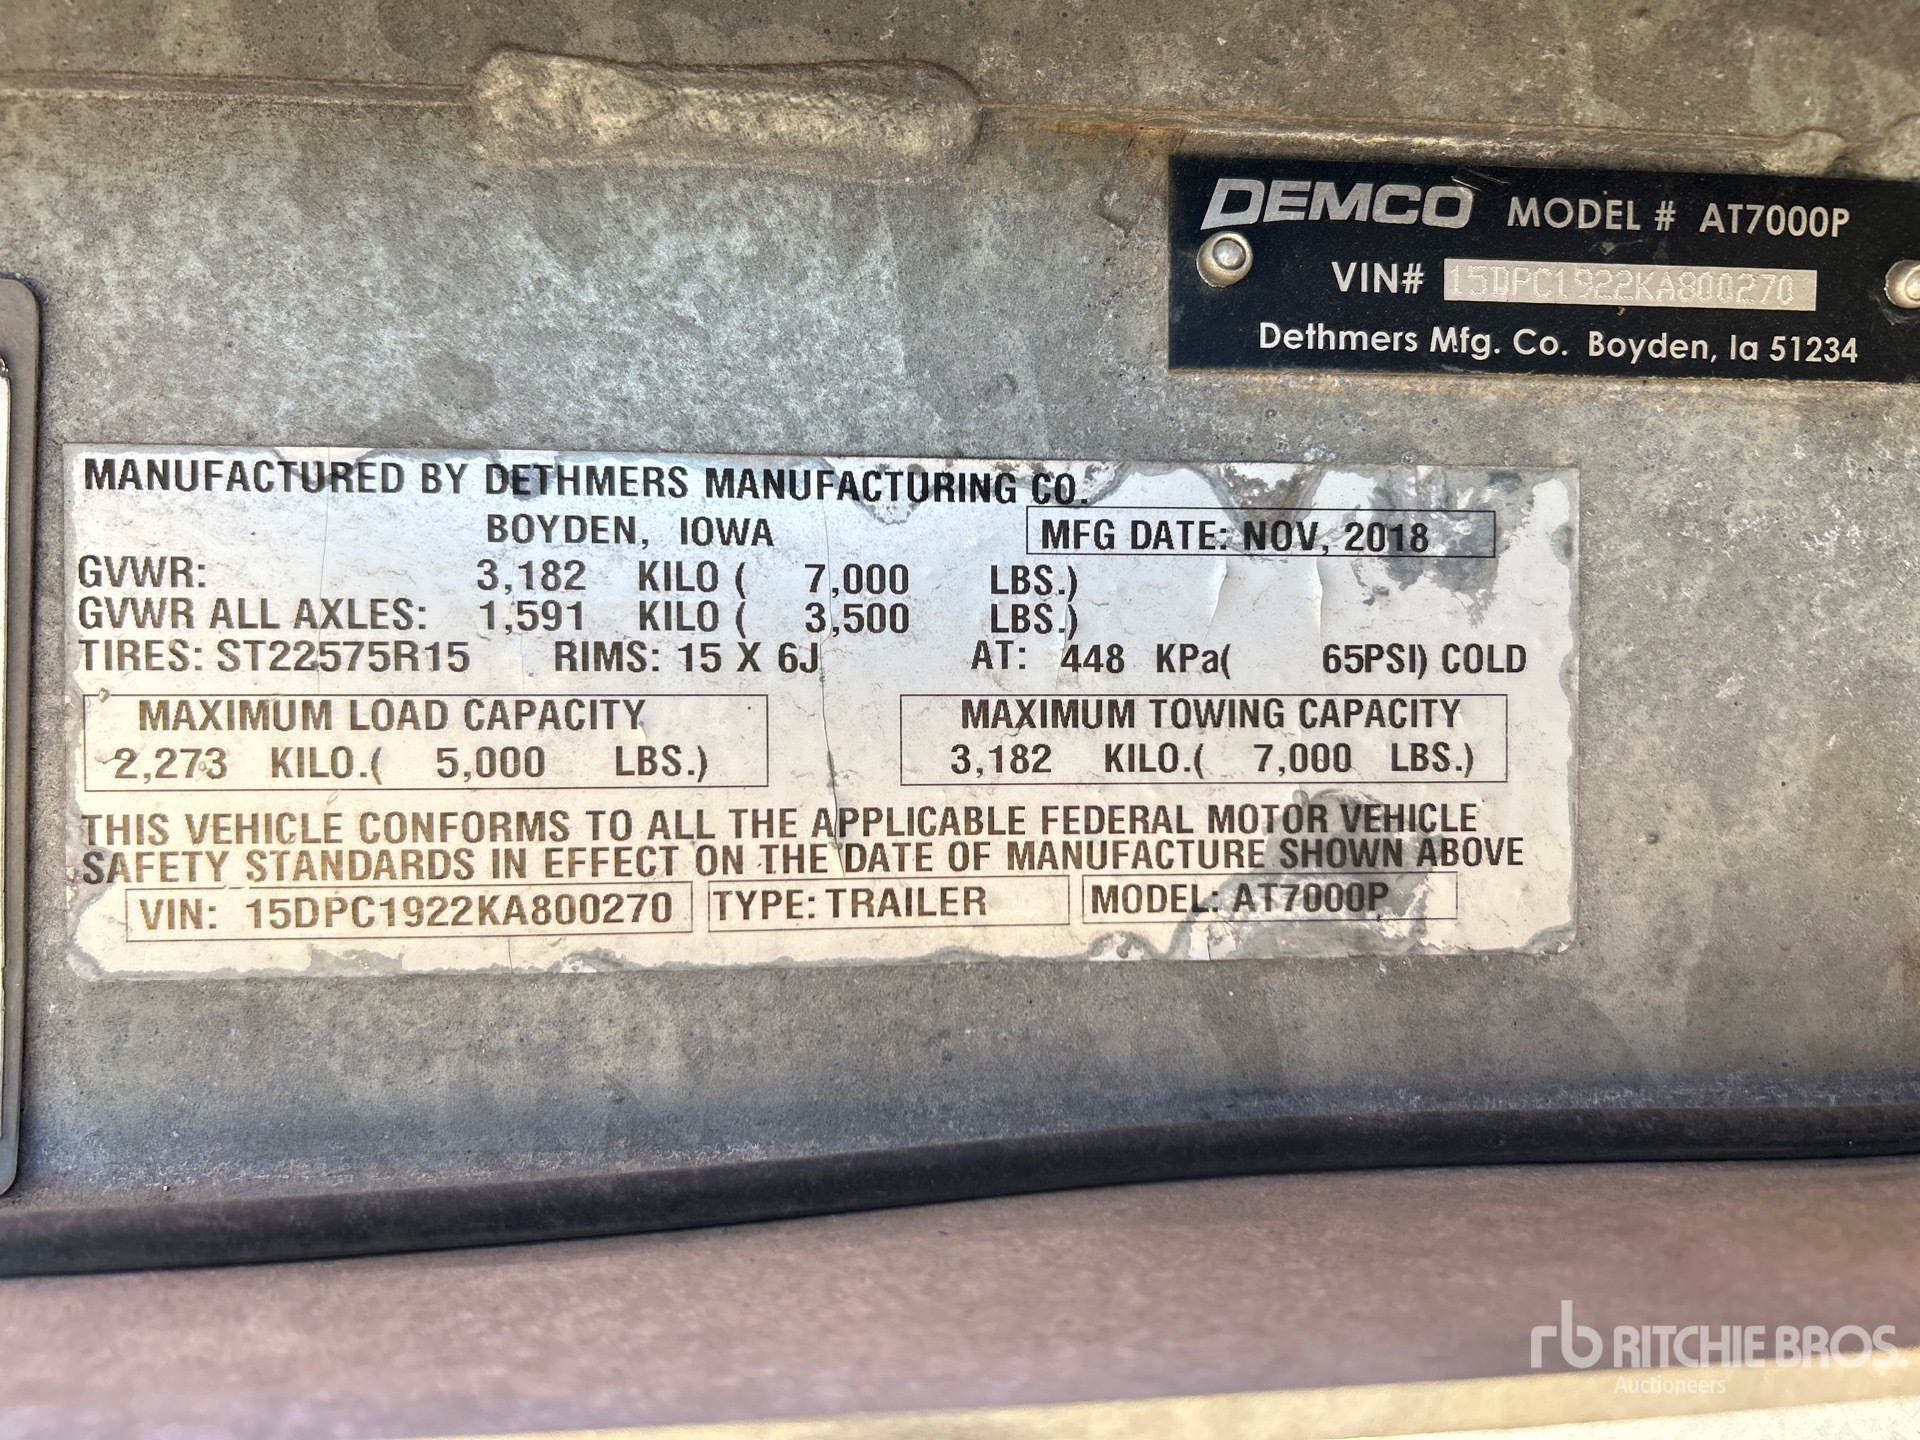 DEMCO MODEL # AT7000P
VIN# 15DPC1922KA800270
Dethmers Mfg. Co. Boyden, Ia 51234
MANUFACTURED BY DETHMERS MANUFACTURING CO.
BOYDEN, IOWA MFG DATE: NOV, 2018
GVWR: 3,182 KILO ( 7,000 LBS.)
GVWR ALL AXLES: 1,591 KILO ( 3,500 LBS.)
TIRES: ST22575R15 RIMS: 15 X 6J AT: 448 KPa( 65PSI) COLD
MAXIMUM LOAD CAPACITY
2,273 KILO.( 5,000 LBS.)
MAXIMUM TOWING CAPACITY
3,182 KILO.( 7,000 LBS.)
THIS VEHICLE CONFORMS TO ALL THE APPLICABLE FEDERAL MOTOR VEHICLE
SAFETY STANDARDS IN EFFECT ON THE DATE OF MANUFACTURE SHOWN ABOVE
VIN: 15DPC1922KA800270 TYPE: TRAILER MODEL: AT7000P
rb RITCHIE BROS.
Auctioneers